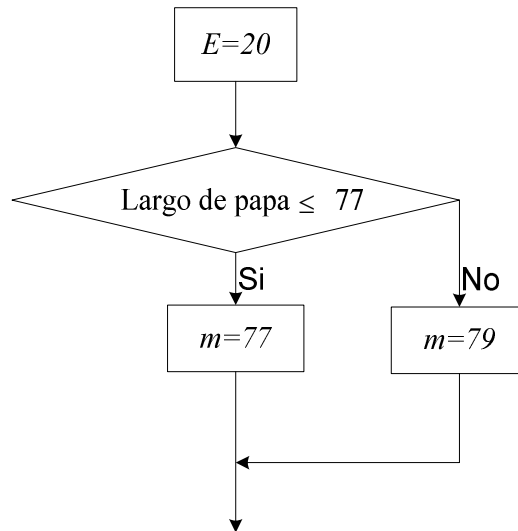 E=20
Largo de papa ≤ 77
Si
No
m=77
m=79